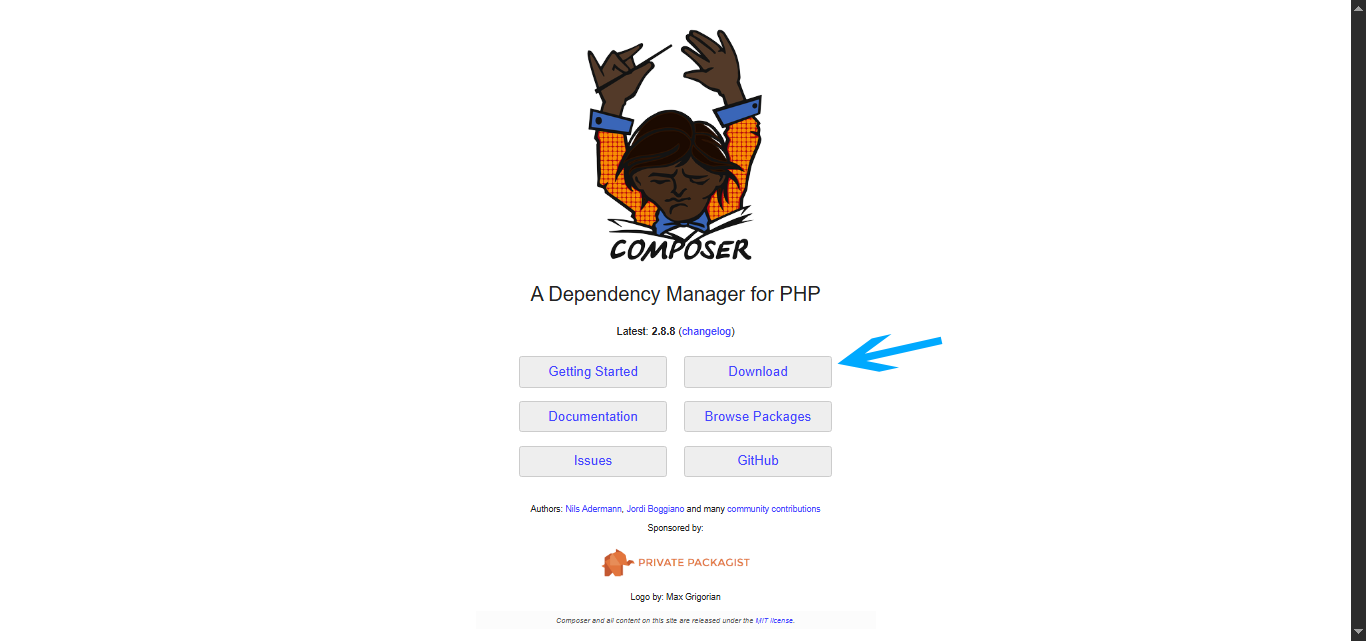 COMPOSER
A Dependency Manager for PHP
Latest: 2.8.8 (changelog)
Getting Started Download
Documentation Browse Packages
Issues GitHub
Authors: Nils Adermann, Jordi Boggiano and many community contributions
Sponsored by:
PRIVATE PACKAGIST
Logo by: Max Grigorian
Composer and all content on this site are released under the MIT license.